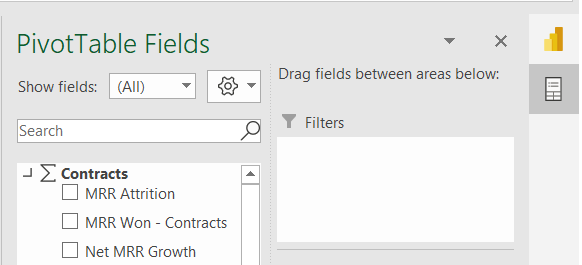 PivotTable Fields
Show fields: (All)
Search
Contracts
MRR Attrition
MRR Won - Contracts
Net MRR Growth
Drag fields between areas below:
Filters